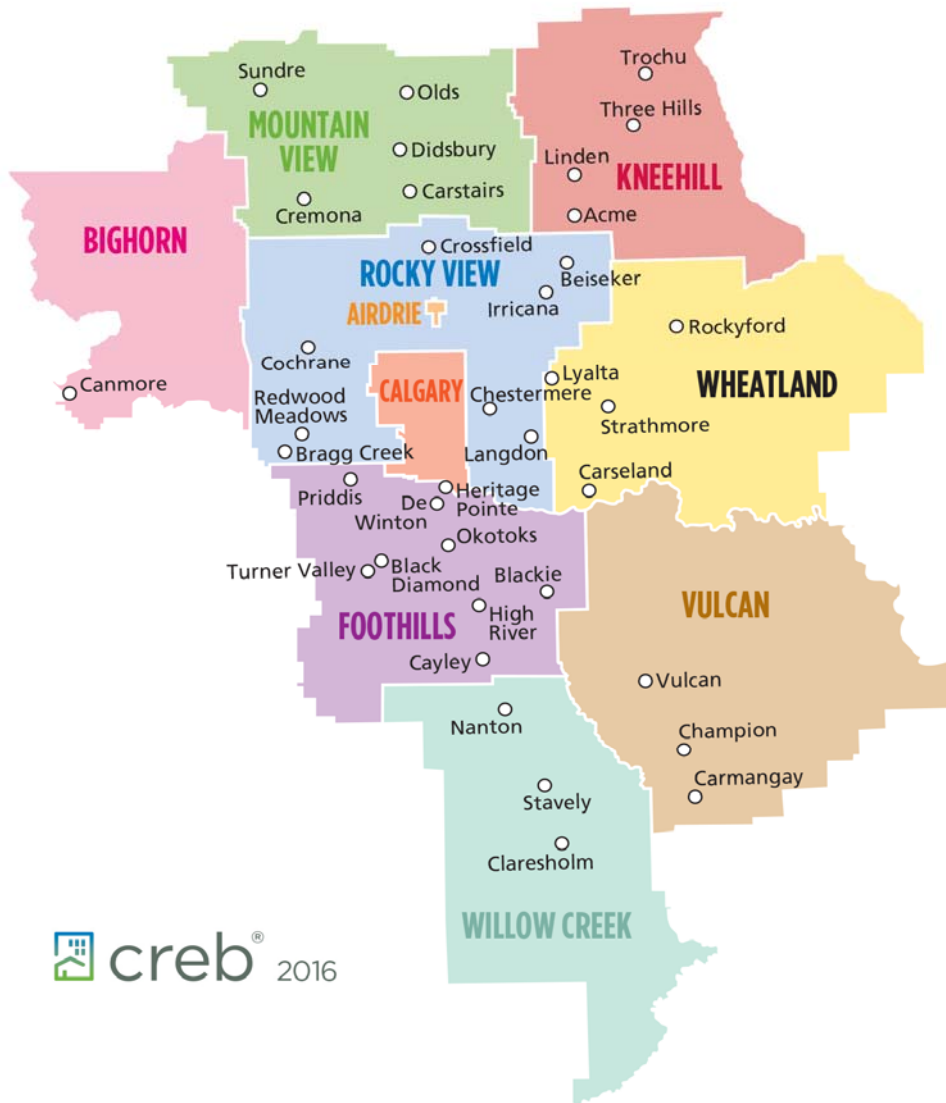 Trochu
Sundre
Olds
Three Hills
MOUNTAIN
VIEW
Didsbury
Linden
KNEEHILL
Carstairs
Cremona
Acme
BIGHORN
Crossfield
ROCKY VIEW
Beiseker
Irricana
AIRDRIE
Rockyford
Cochrane
Canmore
Redwood
Meadows
CALGARY
Chestermere
Lyalta
WHEATLAND
Strathmore
Bragg Creek
Langdon
Carseland
Priddis
Heritage
Pointe
De
Winton
Okotoks
Turner Valley
Black
Diamond
Blackie
VULCAN
FOOTHILLS
High
River
Cayley
Vulcan
Nanton
Champion
Carmangay
Stavely
Claresholm
WILLOW CREEK
creb® 2016